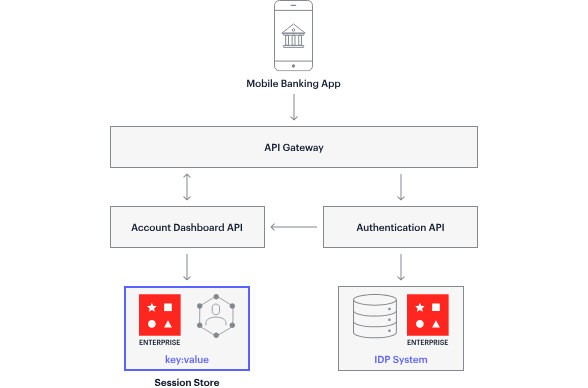 Mobile Banking App
API Gateway
Account Dashboard API
Authentication API
ENTERPRISE
key:value
ENTERPRISE
IDP System
Session Store